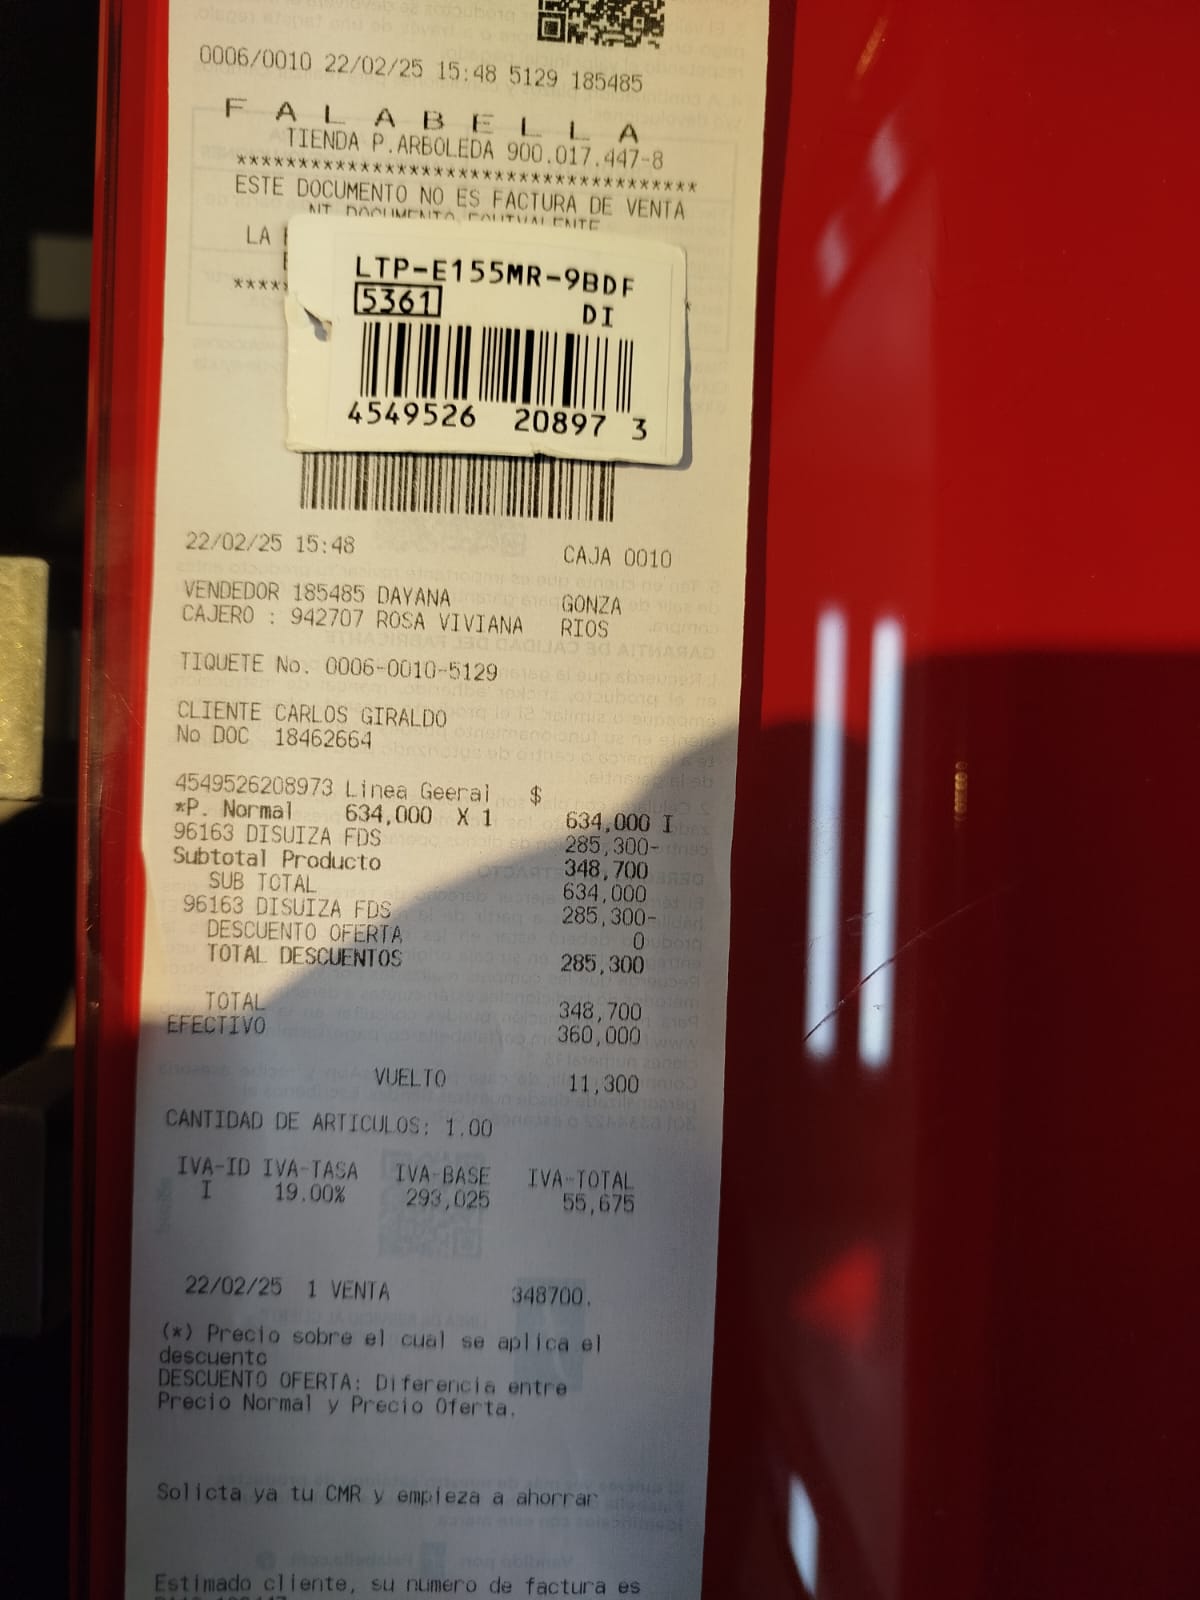 0006/0010 22/02/25 15:48 5129 185485
F A L A B E L L A
TIENDA P.ARBOLEDA 900.017.447-8
****************************************
ESTE DOCUMENTO NO ES FACTURA DE VENTA
NI DOCUMENTO EQUIVALENTE
LA
*****
LTP-E155MR-9BDF
5361 DI
4549526 20897 3
22/02/25 15:48 CAJA 0010
VENDEDOR 185485 DAYANA GONZA
CAJERO : 942707 ROSA VIVIANA RIOS
TIQUETE No. 0006-0010-5129
CLIENTE CARLOS GIRALDO
No DOC 18462664
4549526208973 Linea Geeral $
*P. Normal 634,000 X 1 634,000 I
96163 DISUIZA FDS 285,300-
Subtotal Producto 348,700
SUB TOTAL 634,000
96163 DISUIZA FDS 285,300-
DESCUENTO OFERTA 0
TOTAL DESCUENTOS 285,300
TOTAL 348,700
EFECTIVO 360,000
VUELTO 11,300
CANTIDAD DE ARTICULOS: 1.00
IVA-ID IVA-TASA IVA-BASE IVA-TOTAL
I 19.00% 293,025 55,675
22/02/25 1 VENTA 348700.
(*) Precio sobre el cual se aplica el
descuento
DESCUENTO OFERTA: Diferencia entre
Precio Normal y Precio Oferta.
Solicta ya tu CMR y empieza a ahorrar
Estimado cliente, su numero de factura es